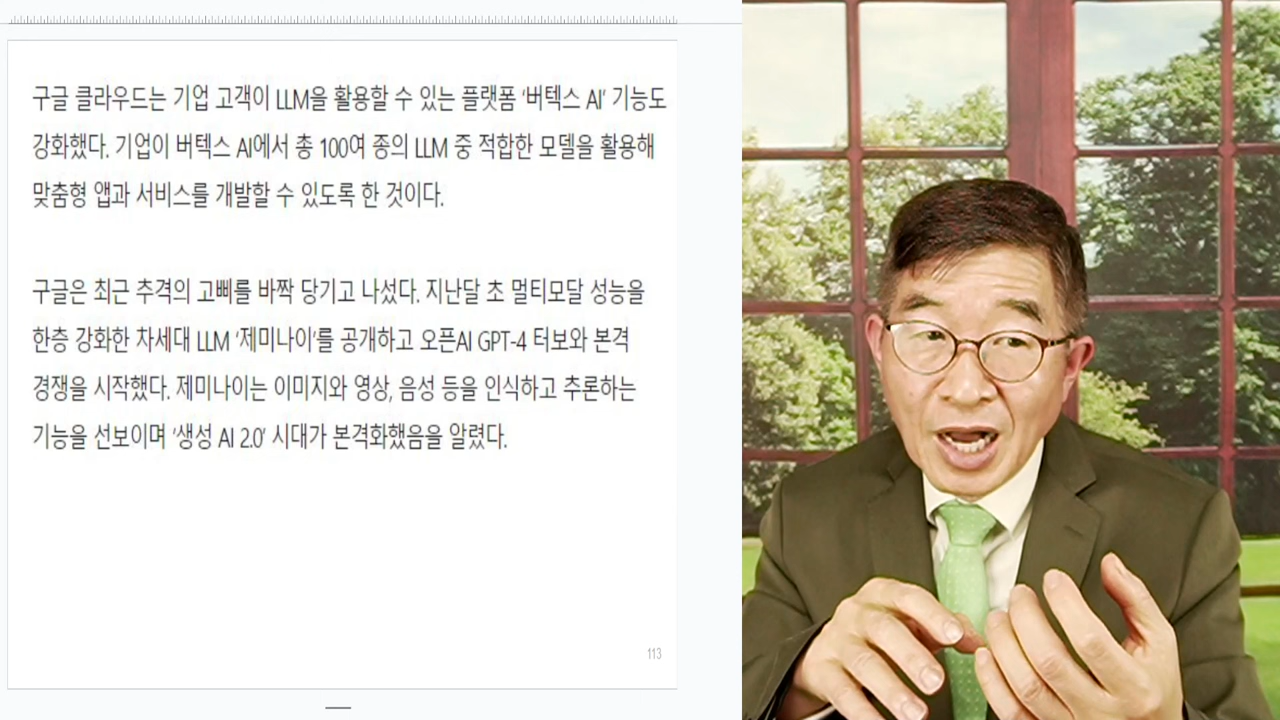 구글 클라우드는 기업 고객이 LLM을 활용할 수 있는 플랫폼 ‘버텍스 AI’ 기능도
강화했다. 기업이 버텍스 AI에서 총 100여 종의 LLM 중 적합한 모델을 활용해
맞춤형 앱과 서비스를 개발할 수 있도록 한 것이다.
구글은 최근 추격의 고삐를 바짝 당기고 나섰다. 지난달 초 멀티모달 성능을
한층 강화한 차세대 LLM ‘제미나이’를 공개하고 오픈AI GPT-4 터보와 본격
경쟁을 시작했다. 제미나이는 이미지와 영상, 음성 등을 인식하고 추론하는
기능을 선보이며 ‘생성 AI 2.0’ 시대가 본격화했음을 알렸다.
113